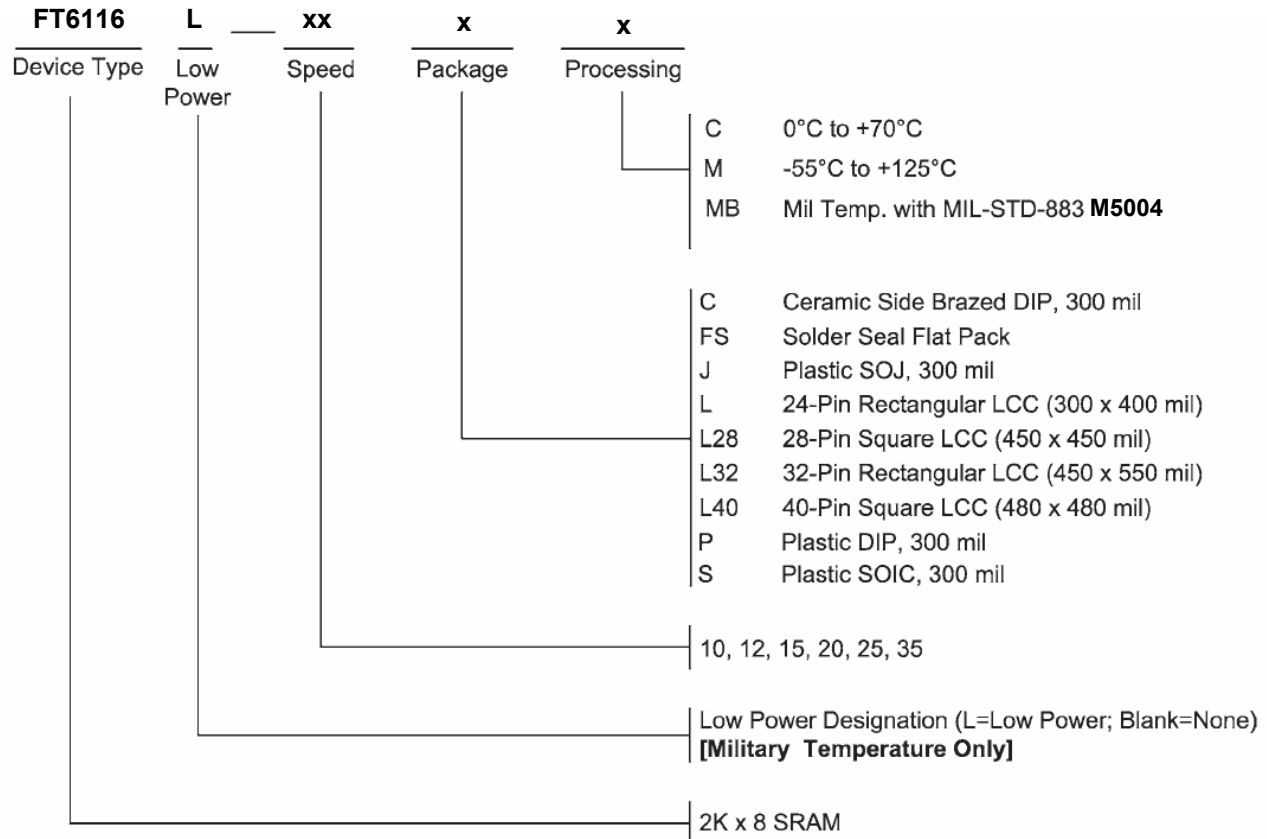 FT6116 L xx x x
Device Type Low Power Speed Package Processing
C 0°C to +70°C
M -55°C to +125°C
MB Mil Temp. with MIL-STD-883 M5004
C Ceramic Side Brazed DIP, 300 mil
FS Solder Seal Flat Pack
J Plastic SOJ, 300 mil
L 24-Pin Rectangular LCC (300 x 400 mil)
L28 28-Pin Square LCC (450 x 450 mil)
L32 32-Pin Rectangular LCC (450 x 550 mil)
L40 40-Pin Square LCC (480 x 480 mil)
P Plastic DIP, 300 mil
S Plastic SOIC, 300 mil
10, 12, 15, 20, 25, 35
Low Power Designation (L=Low Power; Blank=None)
[Military Temperature Only]
2K x 8 SRAM